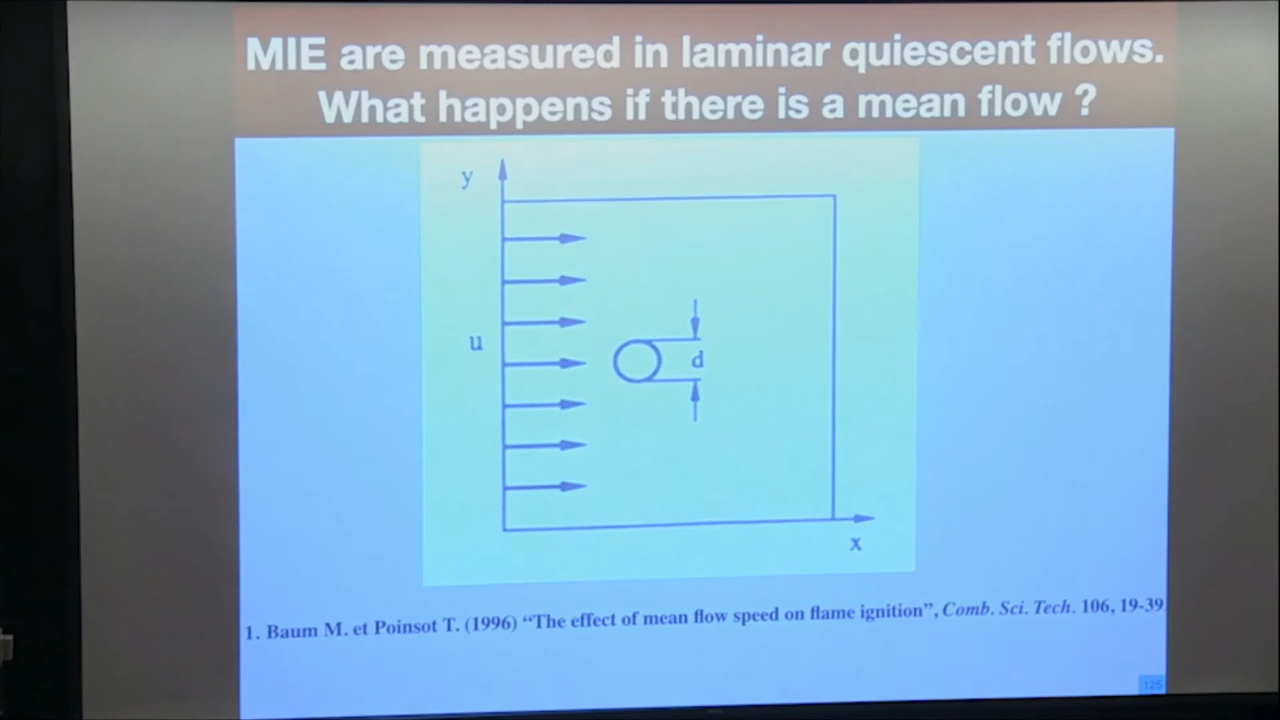 MIE are measured in laminar quiescent flows.
What happens if there is a mean flow ?
y
u
d
x
1. Baum M. et Poinsot T. (1996) “The effect of mean flow speed on flame ignition”, Comb. Sci. Tech. 106, 19-39
125